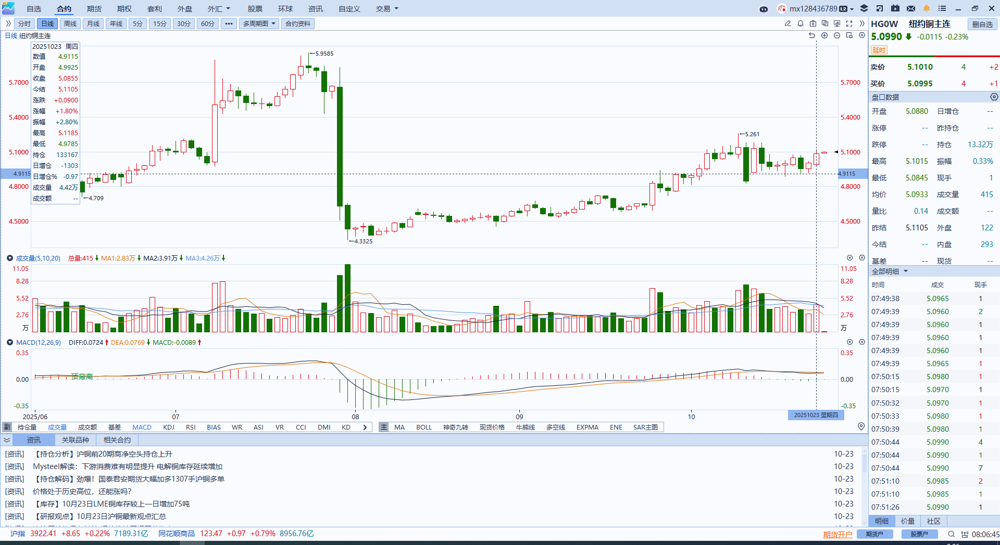 自选 合约 期货 期权 套利 外盘 外汇 股票 环球 资讯 自定义 交易 mx128436789 L2
分时 日线 周线 月线 年线 5分 15分 30分 60分 ••• 多周期图 合约资料
日线 纽约铜主连
20251023 周四
数值 4.9115
开盘 4.9925
收盘 5.0855
今结 5.1105
涨跌 +0.0900
涨幅 +1.80%
振幅 +2.80%
最高 5.1185
最低 4.9785
持仓 133167
日增仓 -1303
日增仓% -0.97
成交量 4.42万
成交额 --
5.7000
5.4000
5.1000
4.9115
4.8000
4.5000
←5.9585
←5.261
←4.709
←4.3325
5.7000
5.4000
5.1000
4.9115
4.8000
4.5000
成交量(5,10,20) 总量:415 MA1:2.83万 MA2:3.91万 MA3:4.26万
11.05
8.28
5.52
2.76
万
11.05
8.28
5.52
2.76
万
MACD(12,26,9) DIFF:0.0724 DEA:0.0769 MACD:-0.0089
0.35
0.00
-0.35
顶背离
0.35
0.00
-0.35
2025/06 07 08 09 10 20251023 星期四
副 持仓量 成交量 成交额 基差 MACD KDJ RSI BIAS WR ASI VR CCI DMI KD
主 MA BOLL 神奇九转 现货价格 牛能线 多空线 EXPMA ENE SAR主图
资讯 关联品种 相关合约
[资讯] 【持仓分析】沪铜前20期商净空头持仓上升 10-23
[资讯] Mysteel解读：下游消费难有明显提升 电解铜库存延续增加 10-23
[资讯] 【持仓解码】劲爆！国泰君安期货大幅加多1307手沪铜多单 10-23
[资讯] 价格处于历史高位，还能涨吗？ 10-23
[资讯] 【库存】10月23日LME铜库存较上一日增加75吨 10-23
[资讯] 【研报观点】10月23日沪铜最新观点汇总 10-23
沪指 3922.41 +8.65 +0.22% 7189.31亿 同花顺商品 123.47 +0.97 +0.79% 8956.76亿
HG0W 纽约铜主连 删自选
5.0990 -0.0115 -0.23%
延时
卖价 5.1010 4 +2
买价 5.0995 4 +1
盘口数据
开盘 5.0880 日增仓 --
涨停 -- 昨持仓 --
跌停 -- 持仓 13.32万
最高 5.1015 振幅 0.33%
最低 5.0845 现手 1
均价 5.0933 成交量 415
量比 0.14 成交额 --
昨结 5.1105 外盘 122
今结 -- 内盘 293
基差 -- 现货 --
全部明细
时间 成交 现手
07:49:38 5.0965 1
07:49:39 5.0960 2
07:49:39 5.0960 1
07:49:39 5.0960 1
07:49:39 5.0960 1
07:49:39 5.0965 1
07:50:15 5.0980 1
07:50:15 5.0970 1
07:50:32 5.0970 1
07:50:33 5.0980 1
07:50:39 5.0980 1
07:50:44 5.0990 4
07:50:44 5.0990 1
07:50:44 5.0990 7
07:51:10 5.0985 2
07:51:10 5.0985 1
07:51:26 5.0990 1
明细 价量 社区
期货开户 期货户 股票户 08:06:45